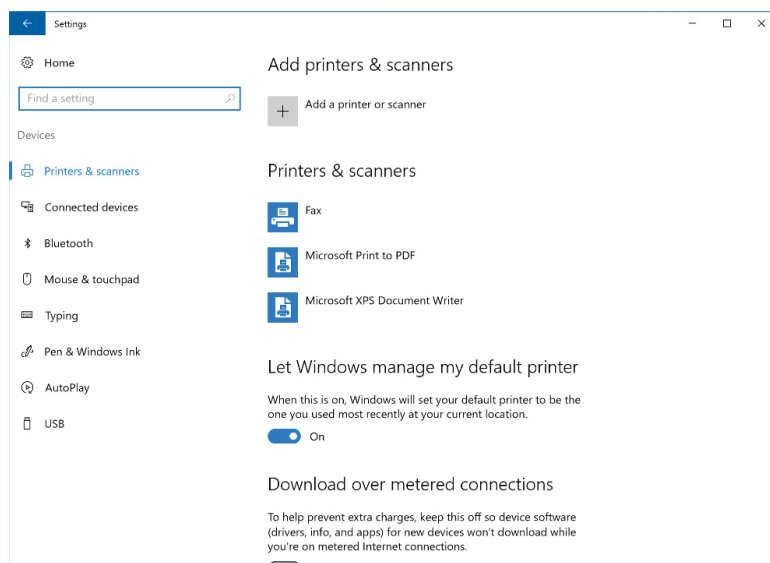 Settings
Home
Find a setting
Devices
Printers & scanners
Connected devices
Bluetooth
Mouse & touchpad
Typing
Pen & Windows Ink
AutoPlay
USB
Add printers & scanners
Add a printer or scanner
Printers & scanners
Fax
Microsoft Print to PDF
Microsoft XPS Document Writer
Let Windows manage my default printer
When this is on, Windows will set your default printer to be the
one you used most recently at your current location.
On
Download over metered connections
To help prevent extra charges, keep this off so device software
(drivers, info, and apps) for new devices won't download while
you're on metered Internet connections.